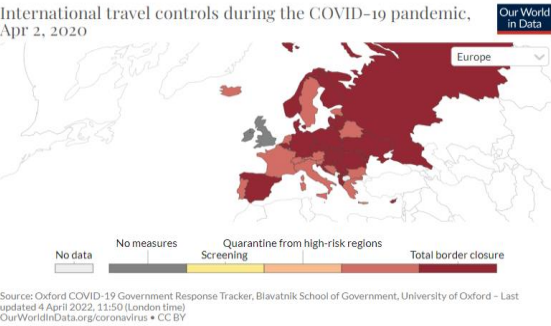 International travel controls during the COVID-19 pandemic,
Apr 2, 2020
Our World
in Data
Europe
No data
No measures
Screening
Quarantine from high-risk regions
Total border closure
Source: Oxford COVID-19 Government Response Tracker, Blavatnik School of Government, University of Oxford – Last
updated 4 April 2022, 11:50 (London time)
OurWorldInData.org/coronavirus • CC BY